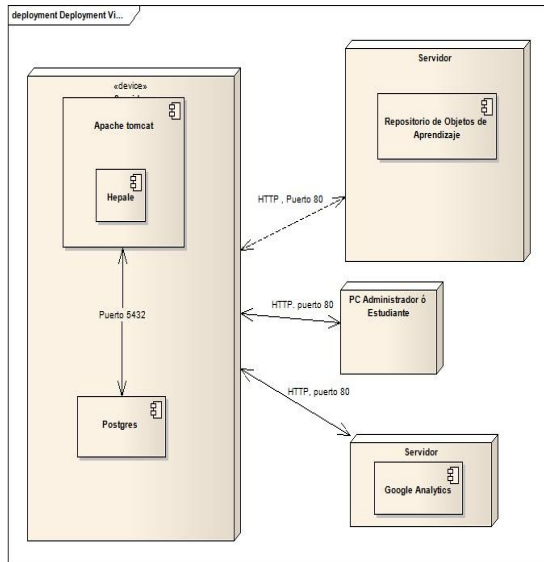 deployment Deployment Vi...
«device»
Apache tomcat
Hepale
Puerto 5432
Postgres
Servidor
Repositorio de Objetos de
Aprendizaje
HTTP , Puerto 80
HTTP. puerto 80
PC Administrador ó
Estudiante
HTTP, puerto 80
Servidor
Google Analytics